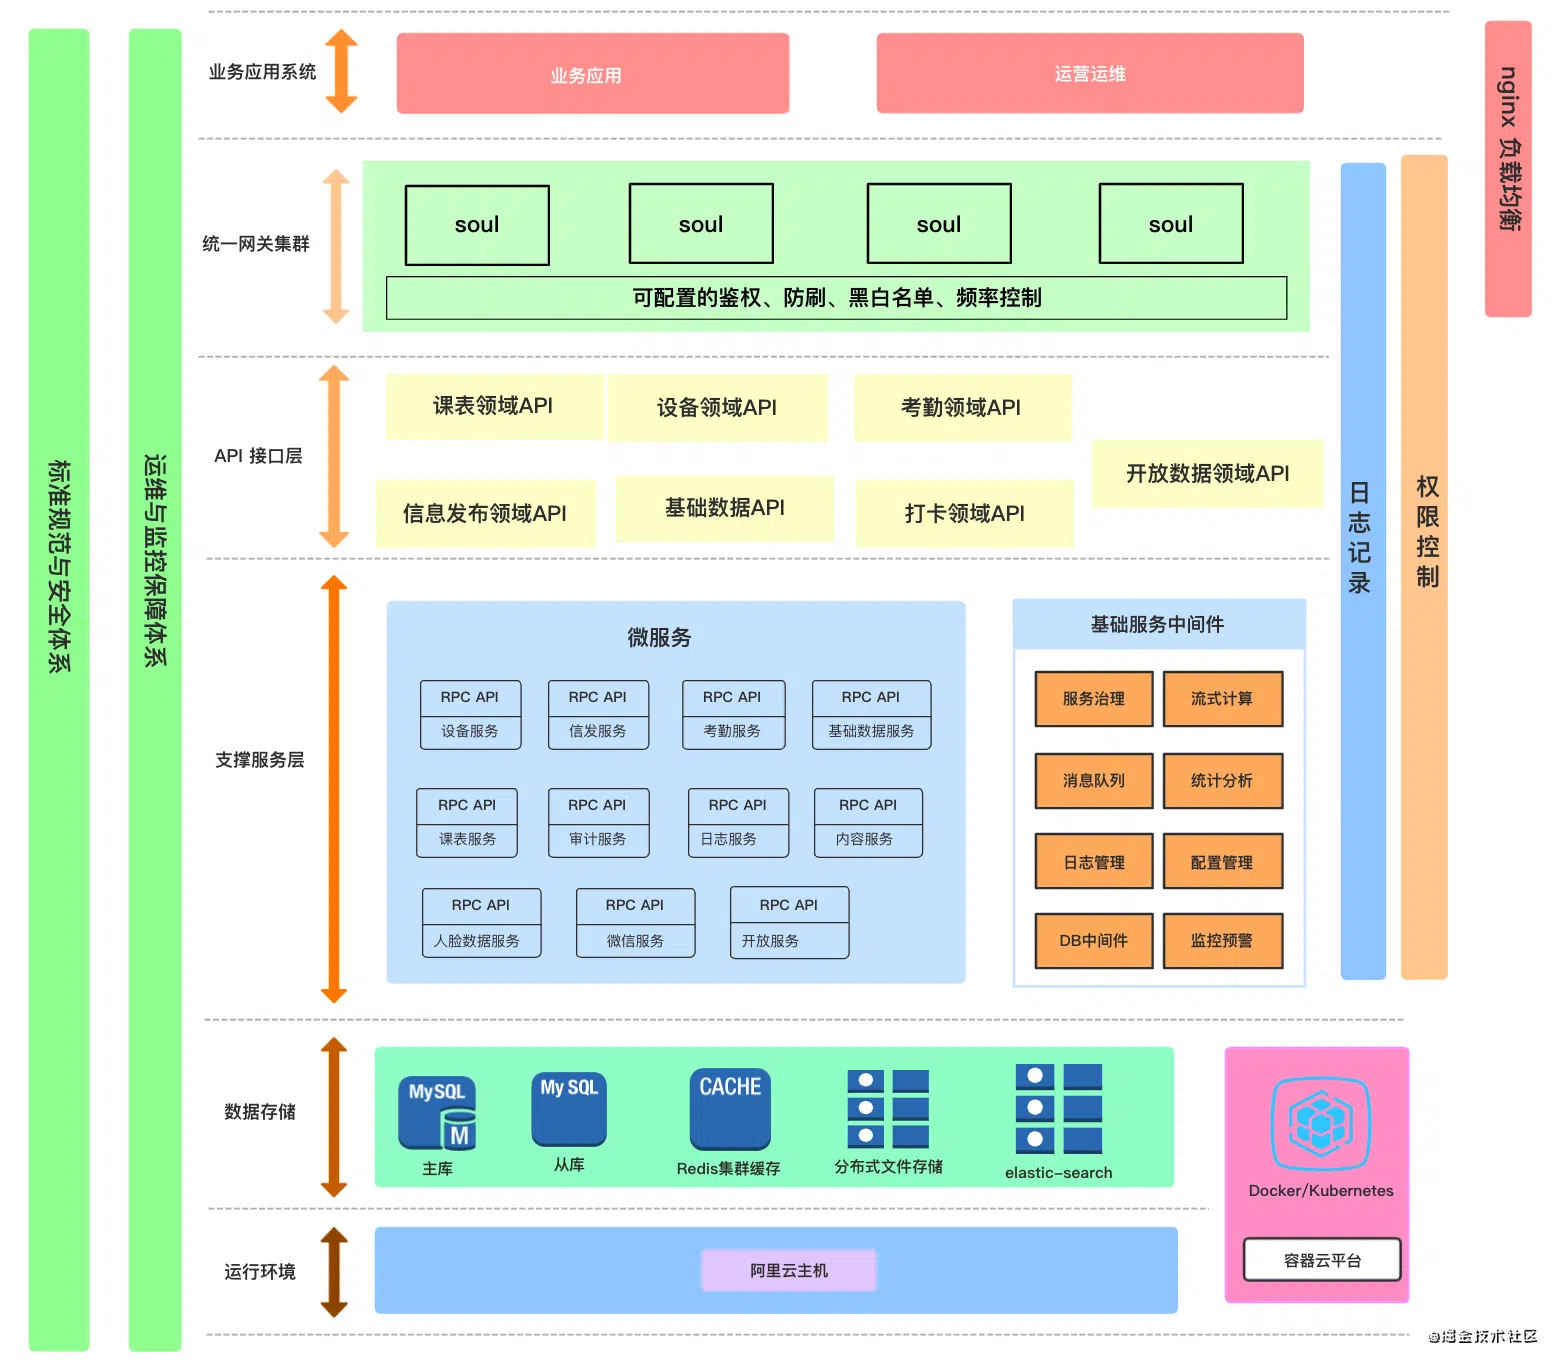 标准规范与安全体系
运维与监控保障体系
业务应用系统
业务应用
运营运维
nginx 负载均衡
统一网关集群
soul
soul
soul
soul
可配置的鉴权、防刷、黑白名单、频率控制
日志记录
权限控制
API 接口层
课表领域API
设备领域API
考勤领域API
开放数据领域API
信息发布领域API
基础数据API
打卡领域API
支撑服务层
微服务
RPC API
设备服务
RPC API
信发服务
RPC API
考勤服务
RPC API
基础数据服务
RPC API
课表服务
RPC API
审计服务
RPC API
日志服务
RPC API
内容服务
RPC API
人脸数据服务
RPC API
微信服务
RPC API
开放服务
基础服务中间件
服务治理
流式计算
消息队列
统计分析
日志管理
配置管理
DB中间件
监控预警
数据存储
MySQL
M
主库
My SQL
从库
CACHE
Redis集群缓存
分布式文件存储
elastic-search
Docker/Kubernetes
容器云平台
运行环境
阿里云主机
@掘金技术社区